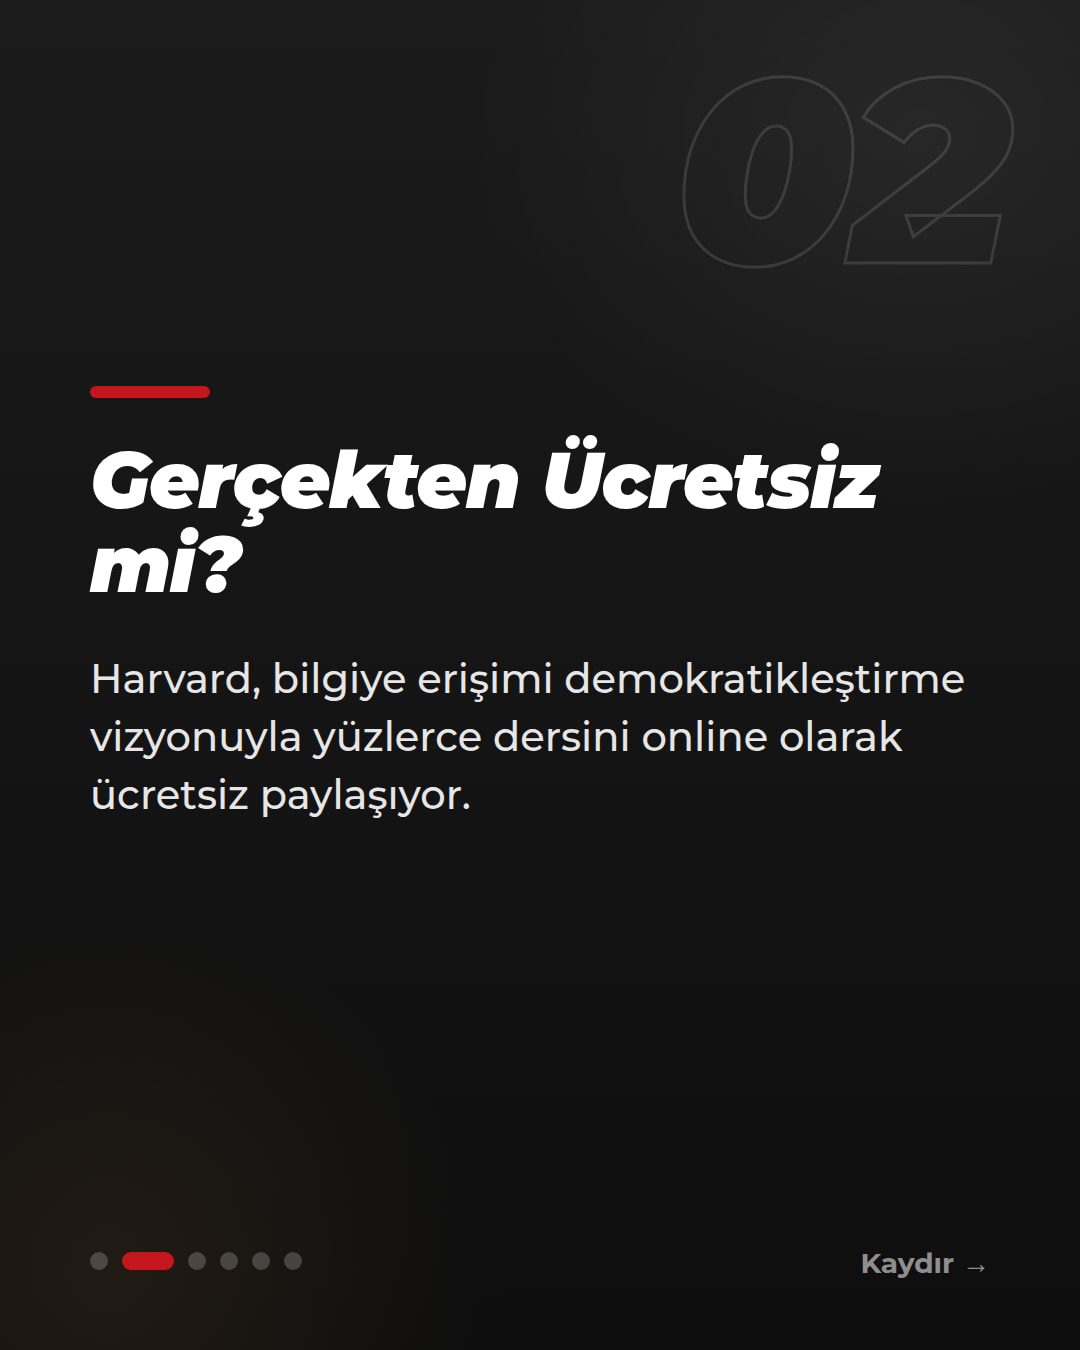 02
Gerçekten Ücretsiz
mi?
Harvard, bilgiye erişimi demokratikleştirme
vizyonuyla yüzlerce dersini online olarak
ücretsiz paylaşıyor.
Kaydır →